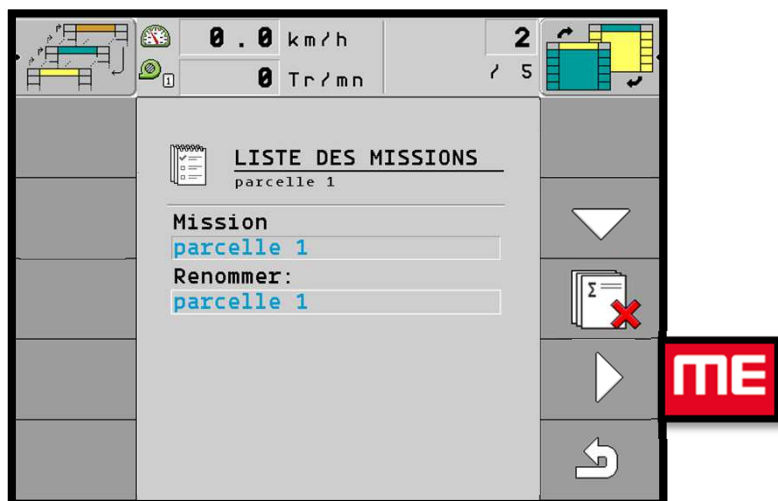 0.0 km/h
2
1
0 Tr/mn
/ 5
LISTE DES MISSIONS
parcelle 1
Mission
parcelle 1
Renommer:
parcelle 1
Σ
ME